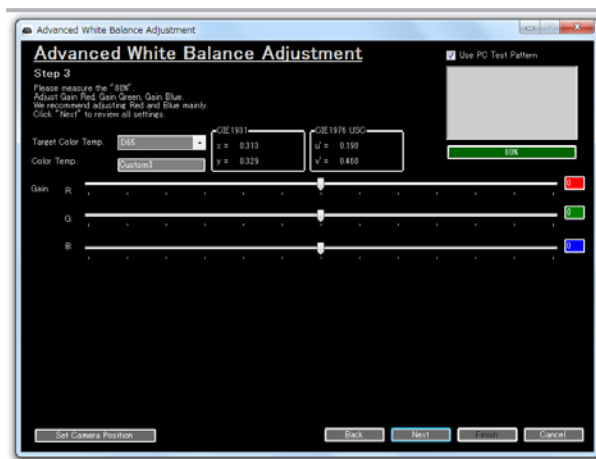 Advanced White Balance Adjustment
Advanced White Balance Adjustment
Use PC Test Pattern
Step 3
Please measure the "80%".
Adjust Gain Red, Gain Green, Gain Blue.
We recommend adjusting Red and Blue mainly.
Click "Next" to review all settings.
80%
Target Color Temp. D65
CIE1931
x = 0.313
y = 0.329
CIE1976 USC
u' = 0.198
v' = 0.468
Color Temp. Custom1
Gain R: 0
G: 0
B: 0
Set Camera Position Back Next Finish Cancel